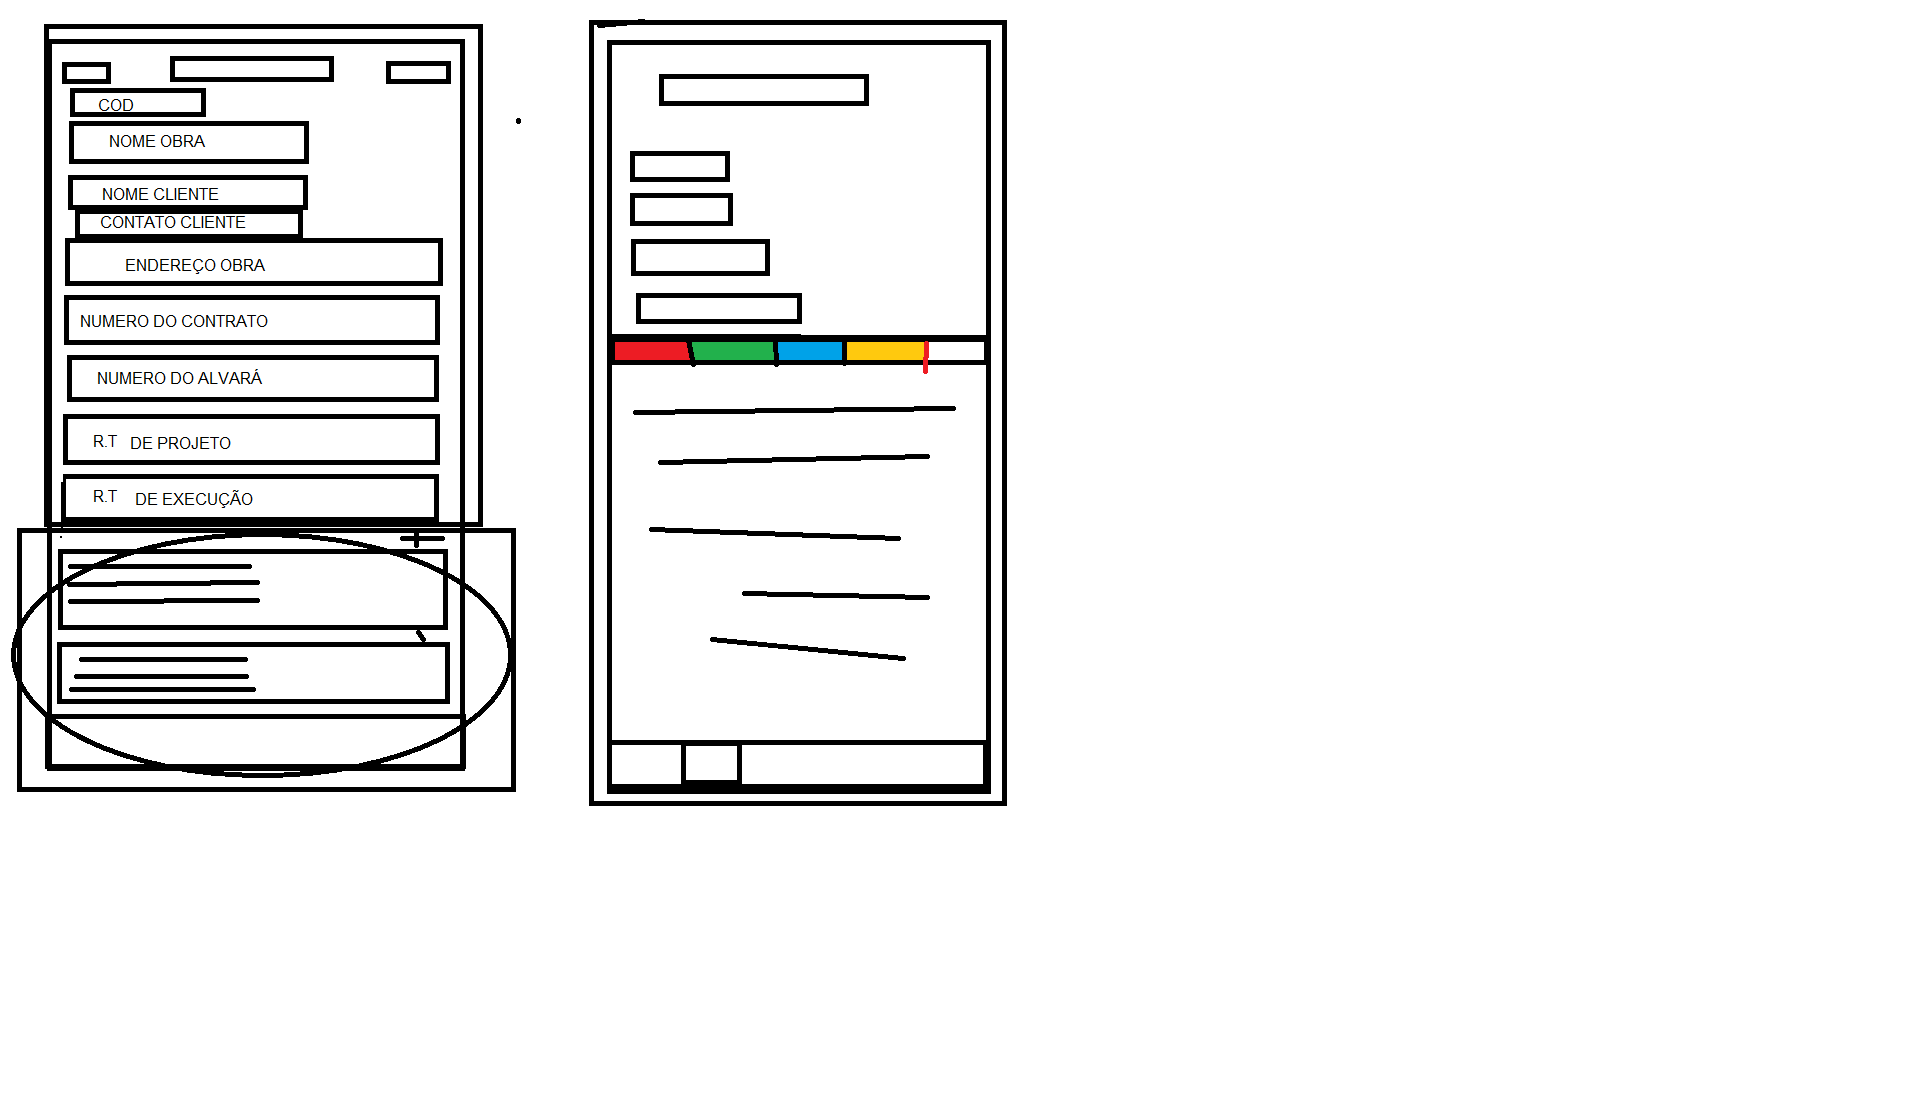 COD
NOME OBRA
NOME CLIENTE
CONTATO CLIENTE
ENDEREÇO OBRA
NUMERO DO CONTRATO
NUMERO DO ALVARÁ
R.T DE PROJETO
R.T DE EXECUÇÃO